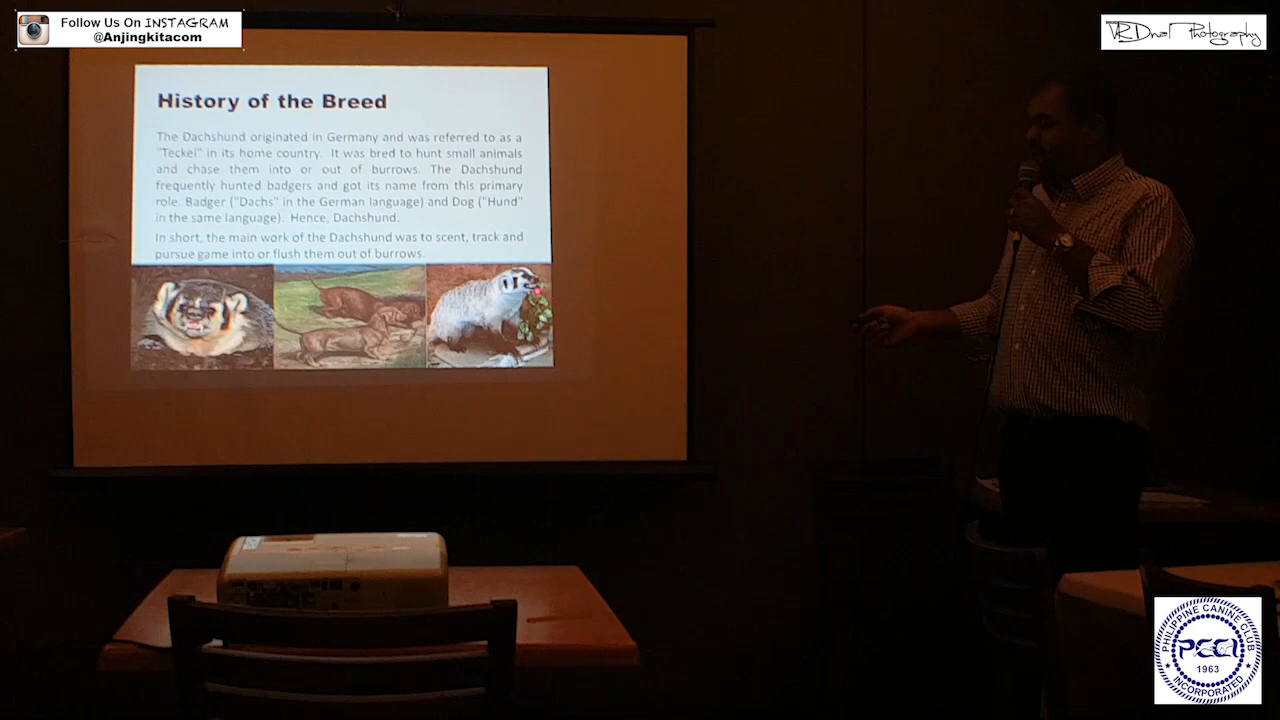 Follow Us On INSTAGRAM
@Anjingkitacom
VRDnal Photography
History of the Breed
The Dachshund originated in Germany and was referred to as a
"Teckel" in its home country. It was bred to hunt small animals
and chase them into or out of burrows. The Dachshund
frequently hunted badgers and got its name from this primary
role. Badger ("Dachs" in the German language) and Dog ("Hund"
in the same language). Hence, Dachshund.
In short, the main work of the Dachshund was to scent, track and
pursue game into or flush them out of burrows.
PHILIPPINE CANINE CLUB
PCCI
1963
INCORPORATED